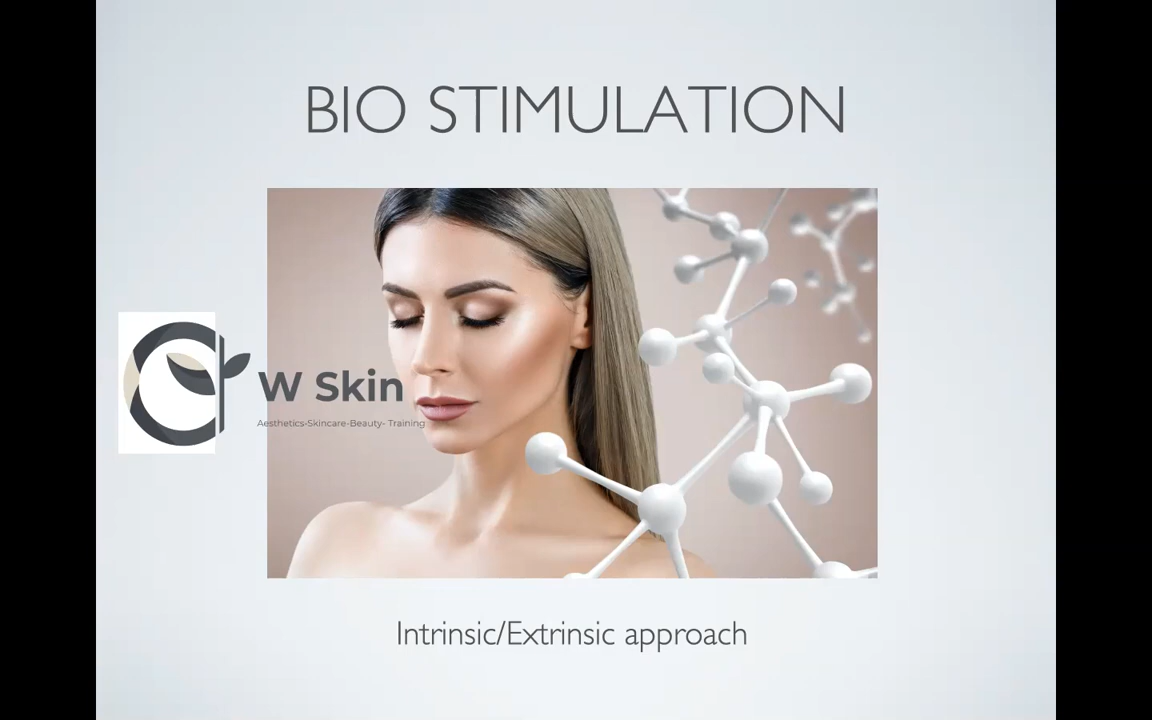 BIO STIMULATION
W Skin
Aesthetics-Skincare-Beauty- Training
Intrinsic/Extrinsic approach